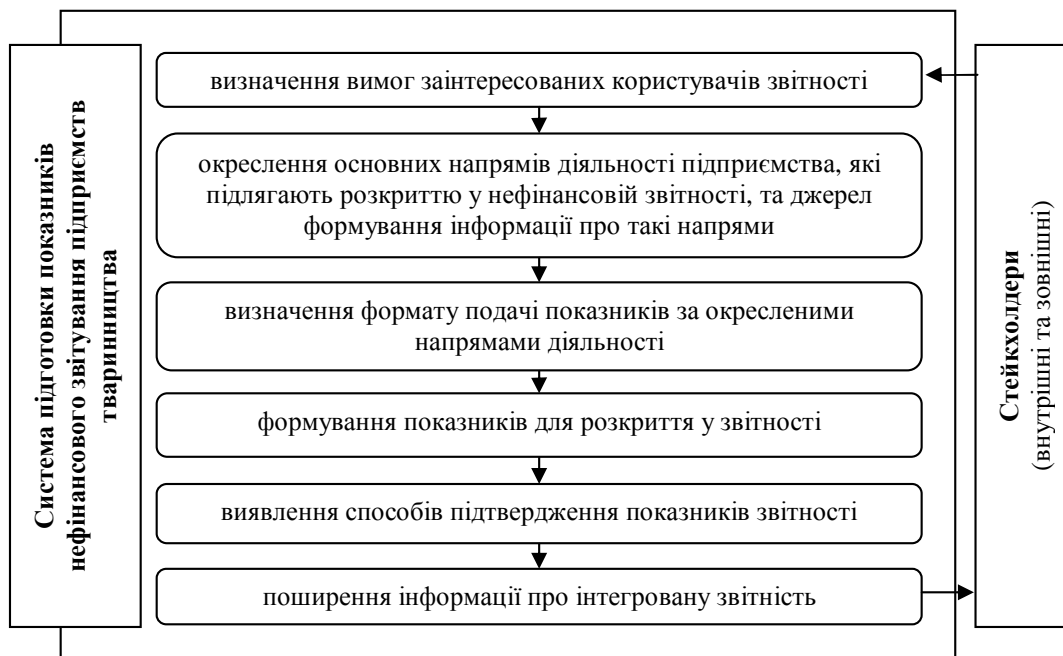 Система підготовки показників
нефінансового звітування підприємств
тваринництва
визначення вимог заінтересованих користувачів звітності
окреслення основних напрямів діяльності підприємства, які
підлягають розкриттю у нефінансовій звітності, та джерел
формування інформації про такі напрями
визначення формату подачі показників за окресленими
напрямами діяльності
формування показників для розкриття у звітності
виявлення способів підтвердження показників звітності
поширення інформації про інтегровану звітність
Стейкхолдери
(внутрішні та зовнішні)